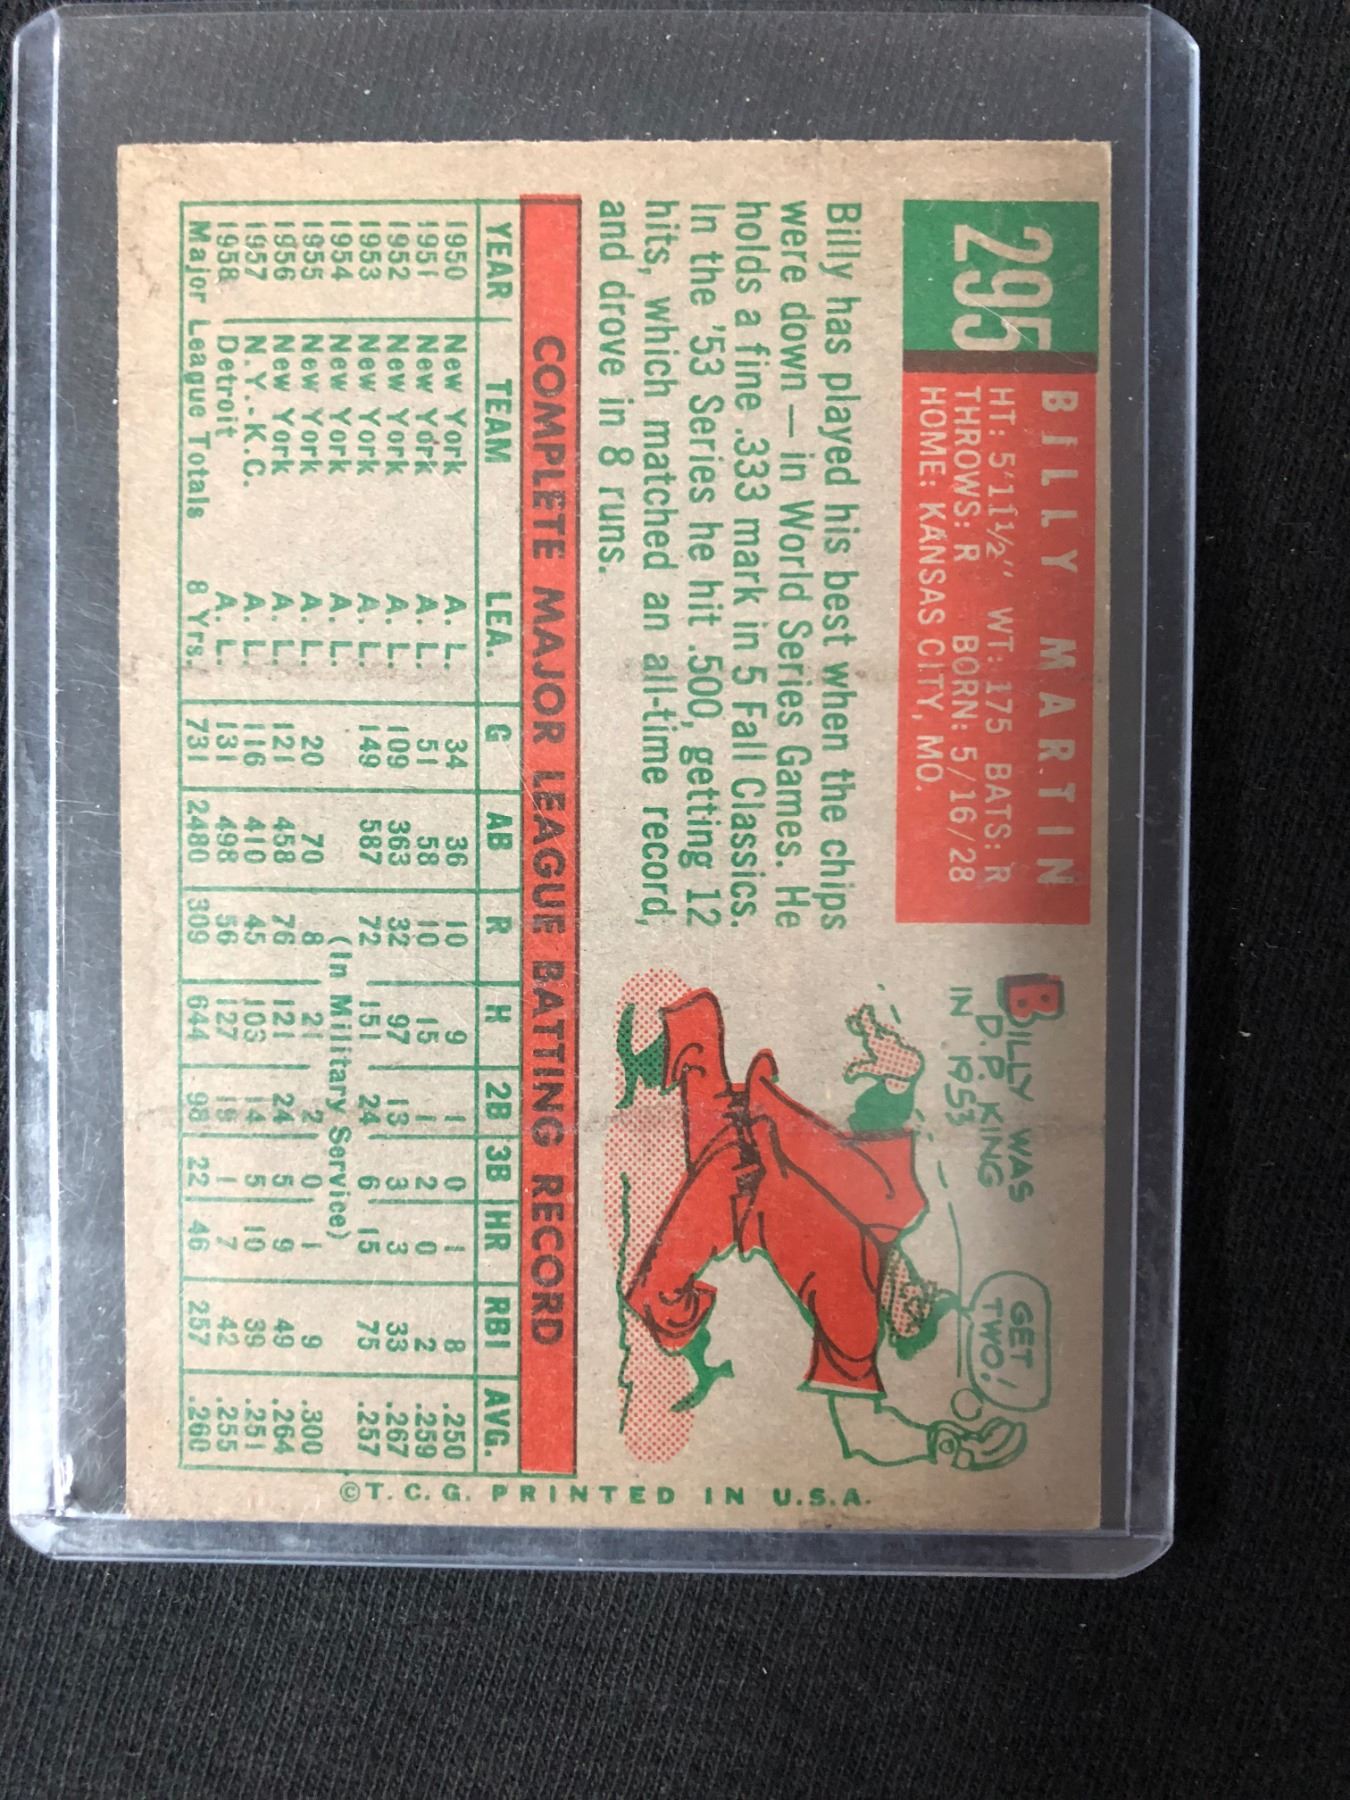 295
BILLY MARTIN
HT: 5'11½" WT: 175 BATS: R
THROWS: R BORN: 5/16/28
HOME: KANSAS CITY, MO.
Billy has played his best when the chips
were down — in World Series Games. He
holds a fine .333 mark in 5 Fall Classics.
In the '53 Series he hit .500, getting 12
hits, which matched an all-time record,
and drove in 8 runs.
BILLY WAS
D.P. KING
IN 1953
GET
TWO!
COMPLETE MAJOR LEAGUE BATTING RECORD
YEAR TEAM LEA. G AB R H 2B 3B HR RBI AVG.
1950 New York A. L. 34 36 10 9 1 0 1 8 .250
1951 New York A. L. 51 58 10 15 1 2 0 2 .259
1952 New York A. L. 109 363 32 97 13 3 3 33 .267
1953 New York A. L. 149 587 72 151 24 6 15 75 .257
1954 New York A. L. (In Military Service)
1955 New York A. L. 20 70 8 21 2 0 1 9 .300
1956 New York A. L. 121 458 76 121 24 5 9 49 .264
1957 N.Y.-K.C. A. L. 116 410 45 103 14 5 10 39 .251
1958 Detroit A. L. 131 498 56 127 19 1 7 42 .255
Major League Totals 8 Yrs. 731 2480 309 644 98 22 46 257 .260
©T.C.G. PRINTED IN U.S.A.